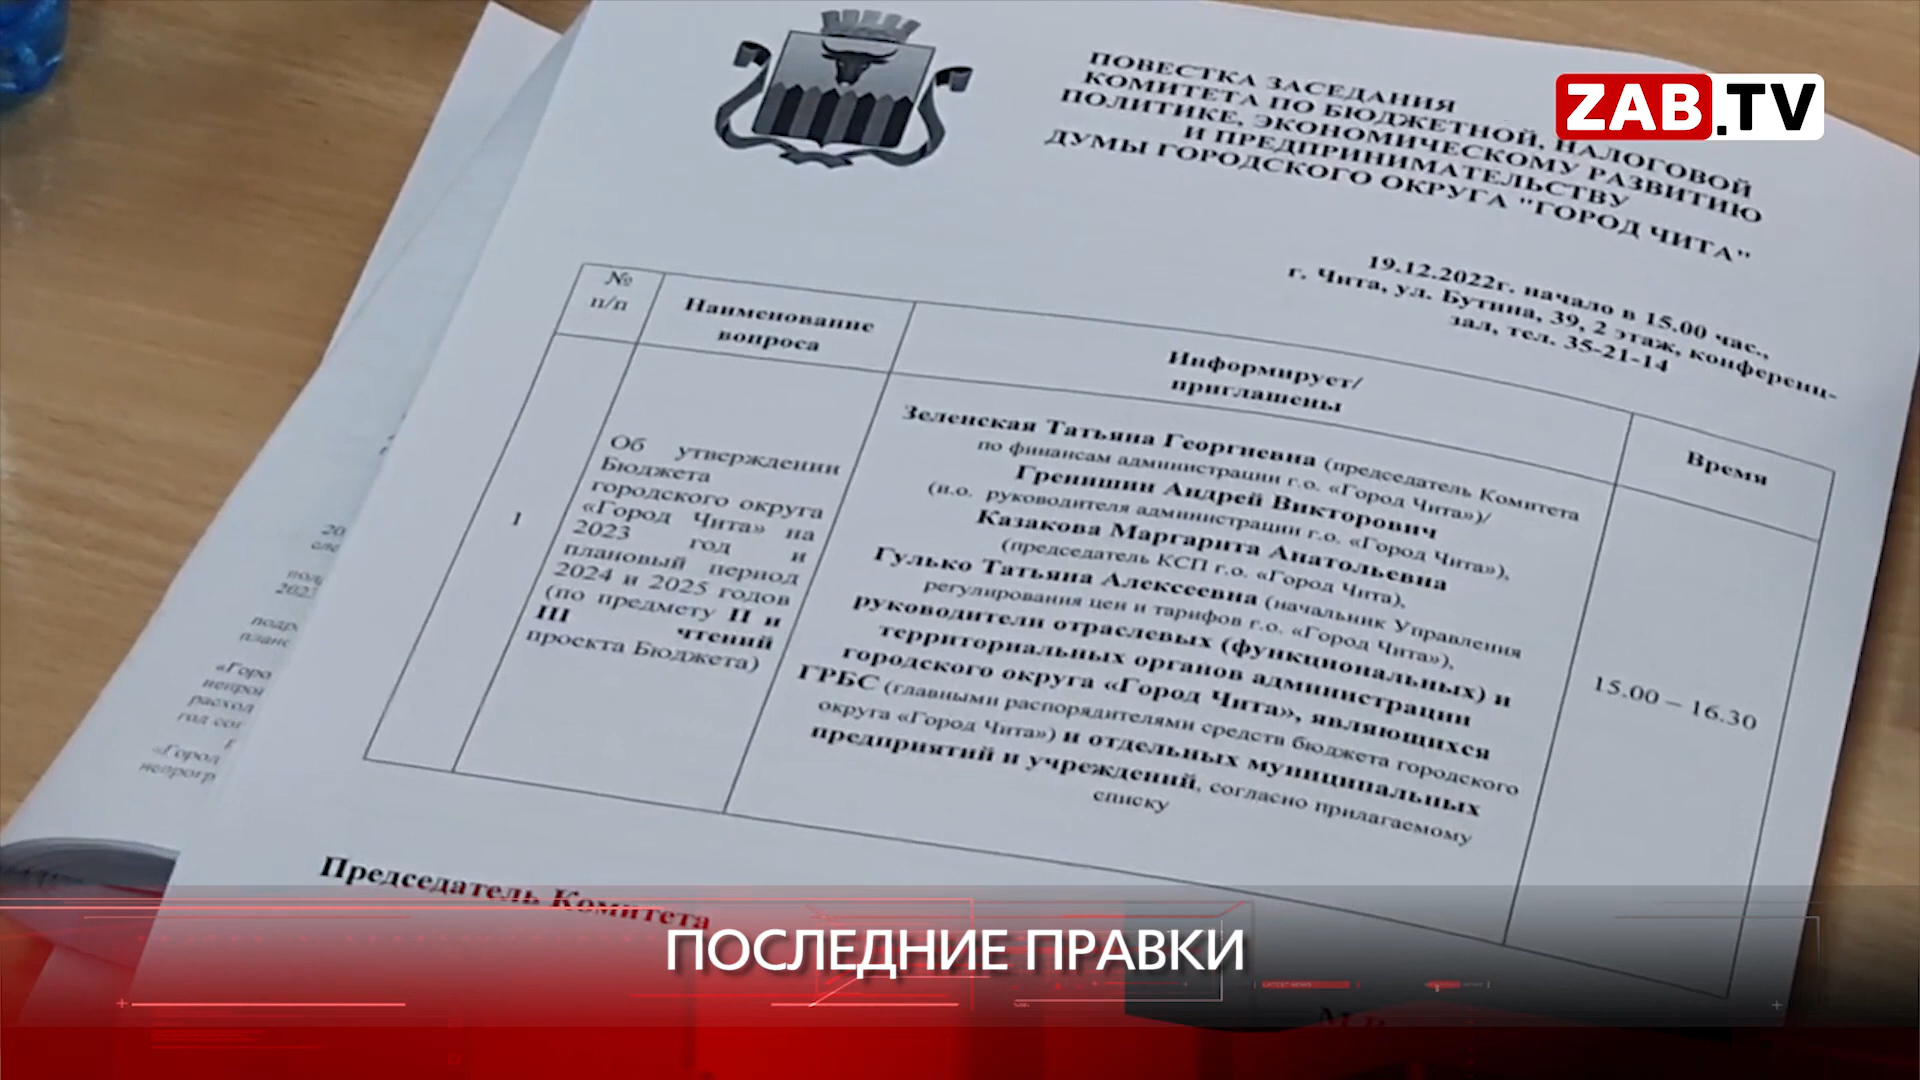 ZAB.TV
ПОВЕСТКА ЗАСЕДАНИЯ
КОМИТЕТА ПО БЮДЖЕТНОЙ, НАЛОГОВОЙ
ПОЛИТИКЕ, ЭКОНОМИЧЕСКОМУ РАЗВИТИЮ
И ПРЕДПРИНИМАТЕЛЬСТВУ
ДУМЫ ГОРОДСКОГО ОКРУГА "ГОРОД ЧИТА"
19.12.2022г. начало в 15.00 час.,
г. Чита, ул. Бутина, 39, 2 этаж, конференц-
зал, тел. 35-21-14
№
п/п
Наименование
вопроса
Информирует/
приглашены
Время
1
Об утверждении
Бюджета
городского округа
«Город Чита» на
2023 год и
плановый период
2024 и 2025 годов
(по предмету II и
III чтений
проекта Бюджета)
Зеленская Татьяна Георгиевна (председатель Комитета
по финансам администрации г.о. «Город Чита»)/
Гренишин Андрей Викторович
(и.о. руководителя администрации г.о. «Город Чита»),
Казакова Маргарита Анатольевна
(председатель КСП г.о. «Город Чита),
Гулько Татьяна Алексеевна (начальник Управления
регулирования цен и тарифов г.о. «Город Чита»),
руководители отраслевых (функциональных) и
территориальных органов администрации
городского округа «Город Чита», являющихся
ГРБС (главными распорядителями средств бюджета городского
округа «Город Чита») и отдельных муниципальных
предприятий и учреждений, согласно прилагаемому
списку
15.00 – 16.30
Председатель Комитета
ПОСЛЕДНИЕ ПРАВКИ
LATEST NEWS